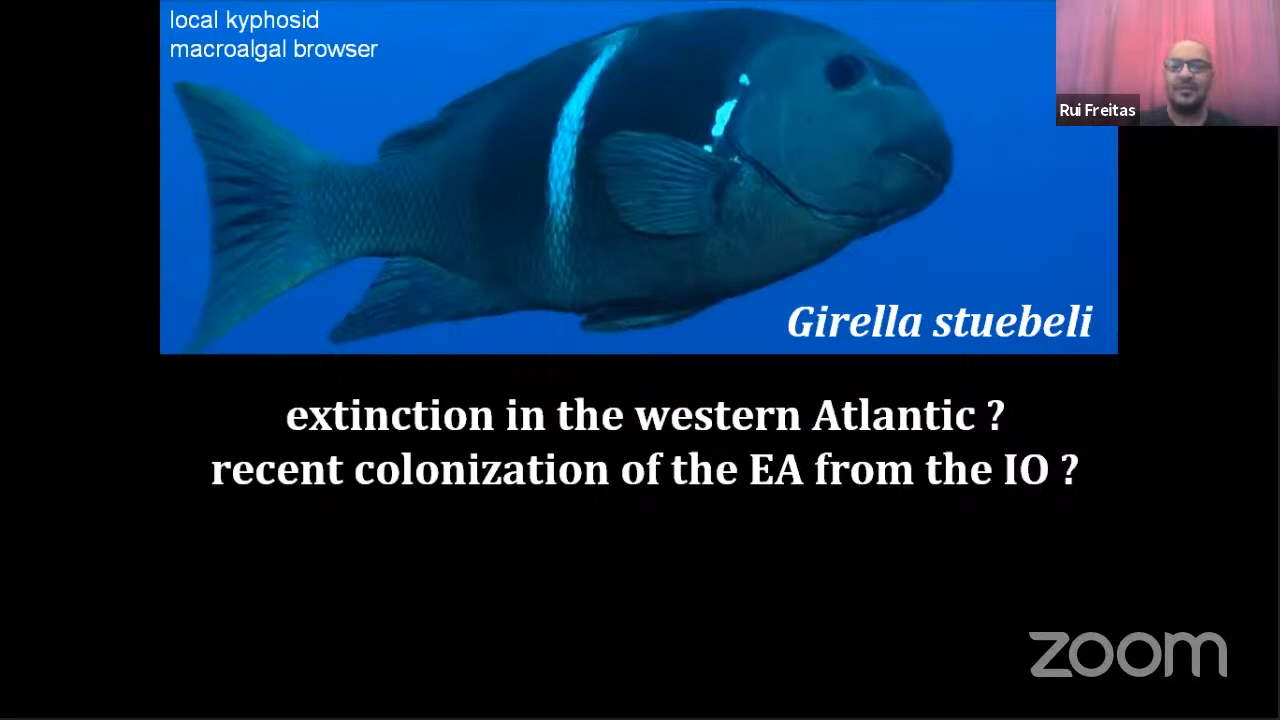 local kyphosid
macroalgal browser
Rui Freitas
Girella stuebeli
extinction in the western Atlantic ?
recent colonization of the EA from the IO ?
zoom